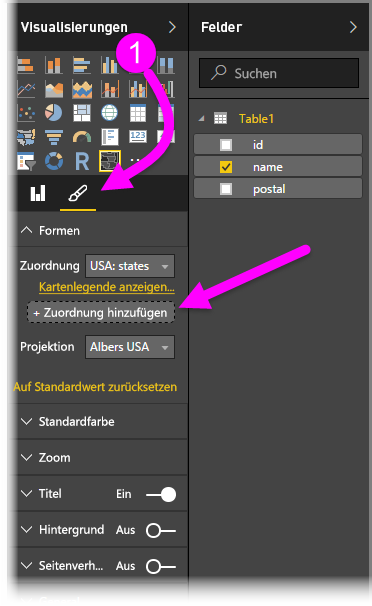 Visualisierungen
Felder
1
Suchen
R
123
Table1
id
name
postal
Formen
Zuordnung USA: states
Kartenlegende anzeigen...
+ Zuordnung hinzufügen
Projektion Albers USA
Auf Standardwert zurücksetzen
Standardfarbe
Zoom
Titel Ein
Hintergrund Aus
Seitenverh... Aus